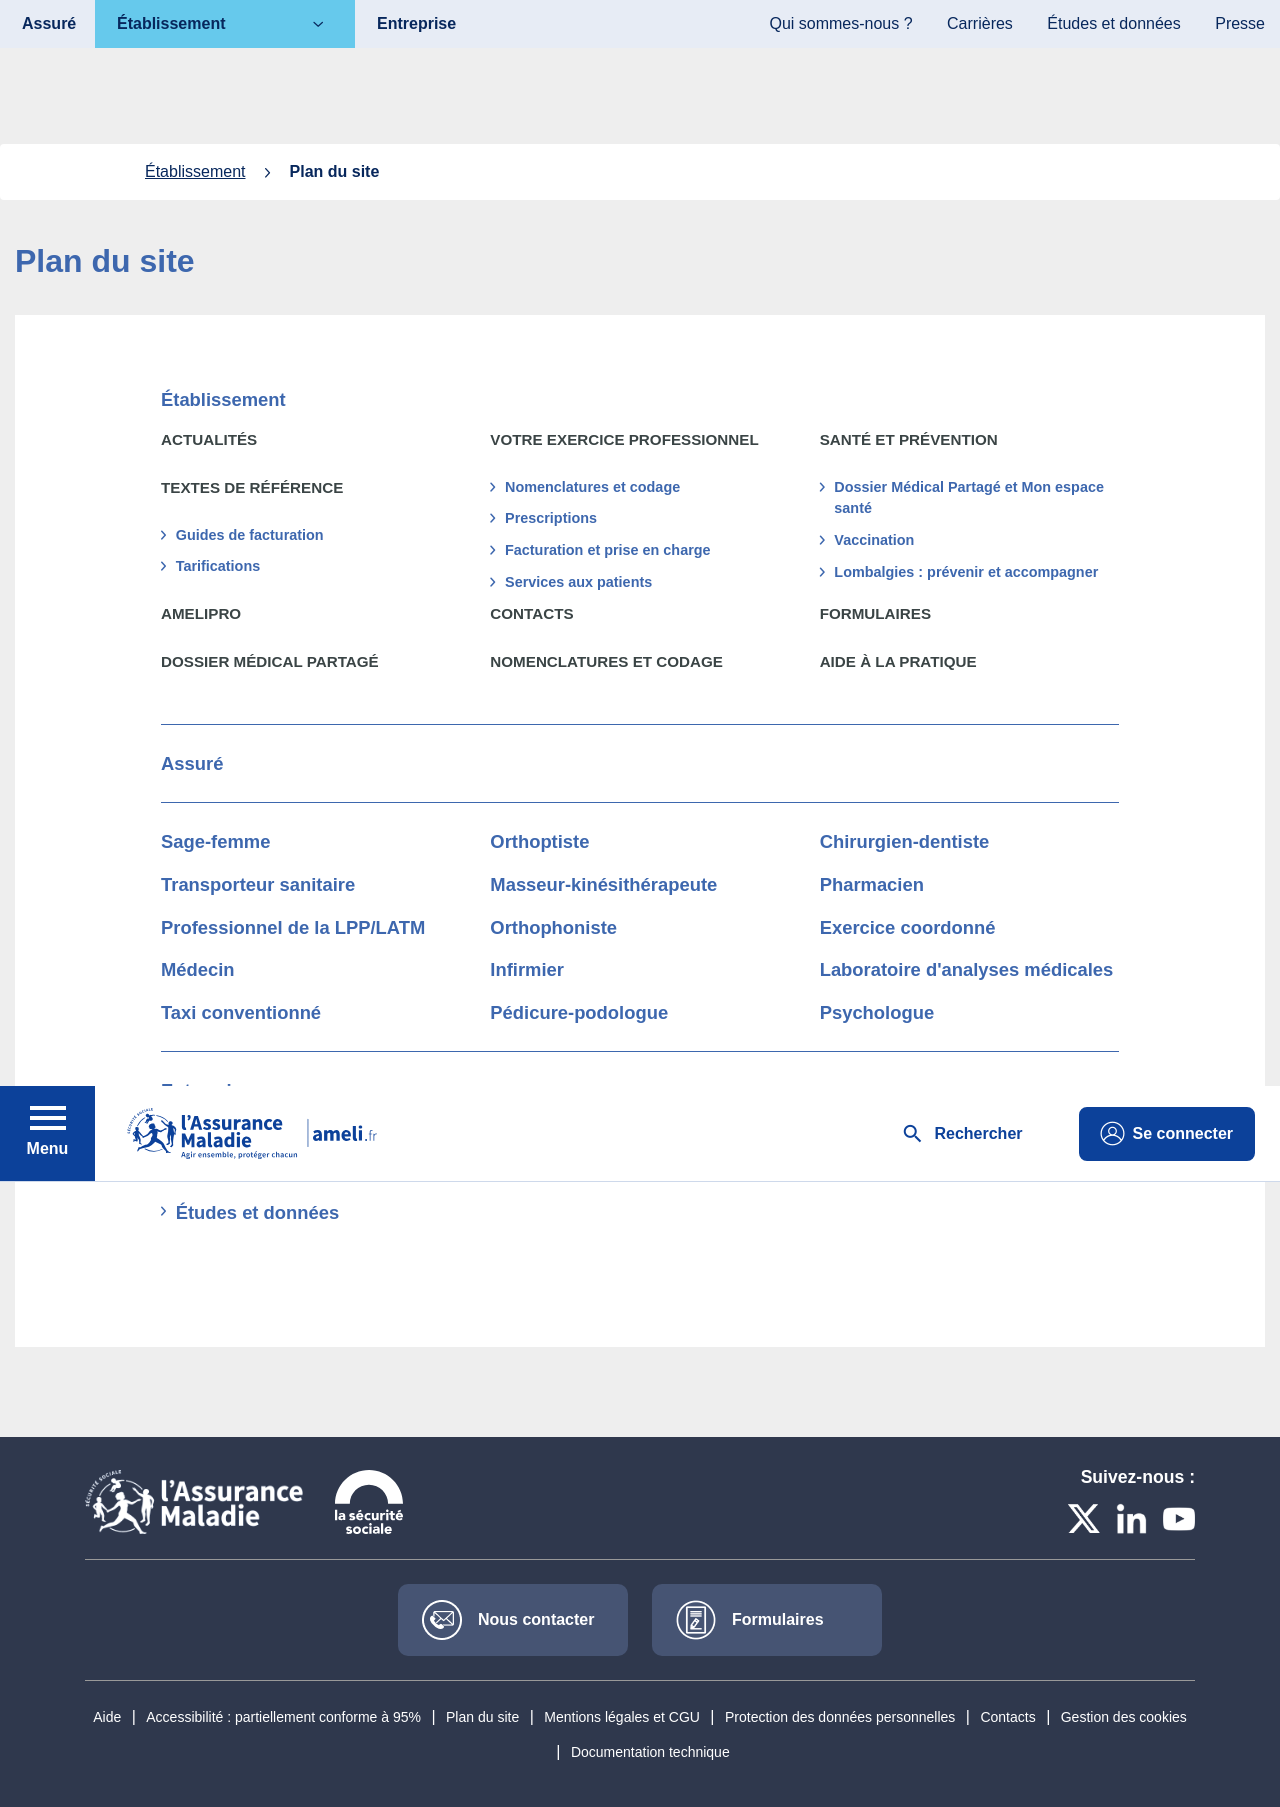 Assuré
Établissement
Entreprise
Qui sommes-nous ?
Carrières
Études et données
Presse
Établissement
Plan du site
Plan du site
Établissement
ACTUALITÉS
TEXTES DE RÉFÉRENCE
Guides de facturation
Tarifications
VOTRE EXERCICE PROFESSIONNEL
Nomenclatures et codage
Prescriptions
Facturation et prise en charge
Services aux patients
SANTÉ ET PRÉVENTION
Dossier Médical Partagé et Mon espace
santé
Vaccination
Lombalgies : prévenir et accompagner
AMELIPRO
CONTACTS
FORMULAIRES
DOSSIER MÉDICAL PARTAGÉ
NOMENCLATURES ET CODAGE
AIDE À LA PRATIQUE
Assuré
Sage-femme
Orthoptiste
Chirurgien-dentiste
Transporteur sanitaire
Masseur-kinésithérapeute
Pharmacien
Professionnel de la LPP/LATM
Orthophoniste
Exercice coordonné
Médecin
Infirmier
Laboratoire d'analyses médicales
Taxi conventionné
Pédicure-podologue
Psychologue
Menu
SÉCURITÉ SOCIALE
l'Assurance
Maladie
Agir ensemble, protéger chacun
ameli.fr
Rechercher
Se connecter
Études et données
SÉCURITÉ SOCIALE
l'Assurance
Maladie
la sécurité
sociale
Suivez-nous :
Nous contacter
Formulaires
Aide | Accessibilité : partiellement conforme à 95% | Plan du site | Mentions légales et CGU | Protection des données personnelles | Contacts | Gestion des cookies
| Documentation technique